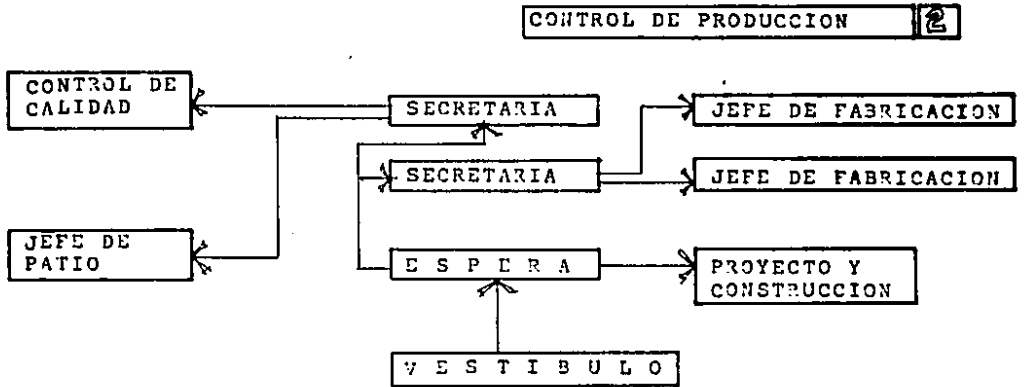 CONTROL DE PRODUCCION 2
CONTROL DE
CALIDAD
SECRETARIA
JEFE DE FABRICACION
SECRETARIA
JEFE DE FABRICACION
JEFE DE
PATIO
E S P E R A
PROYECTO Y
CONSTRUCCION
V E S T I B U L O